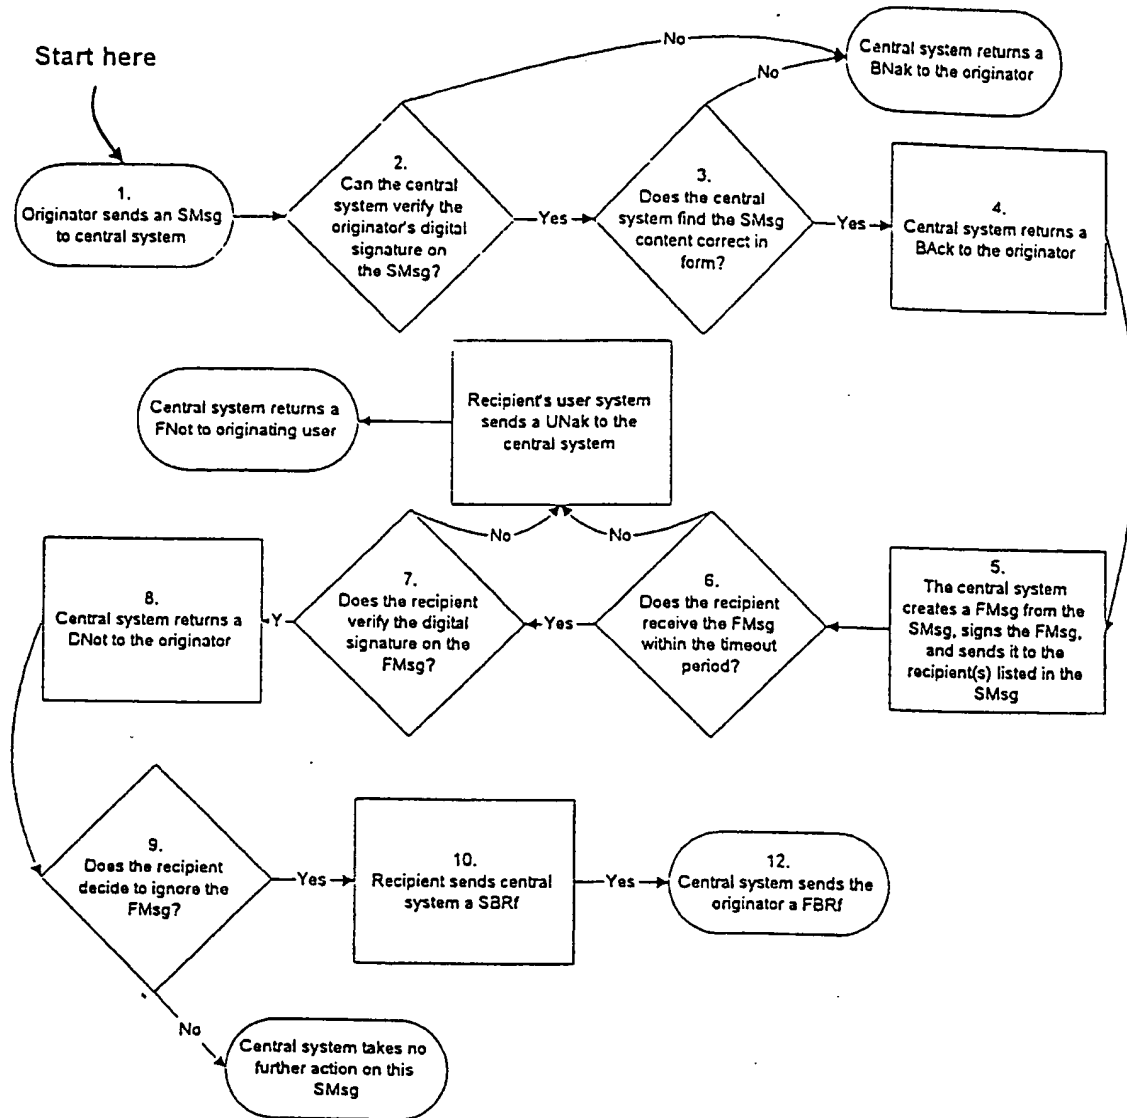 Start here
No
Central system returns a
BNak to the originator
No
1.
Originator sends an SMsg
to central system
2.
Can the central
system verify the
originator's digital
signature on
the SMsg?
Yes
3.
Does the central
system find the SMsg
content correct in
form?
Yes
4.
Central system returns a
BAck to the originator
Central system returns a
FNot to originating user
Recipient's user system
sends a UNak to the
central system
No
No
8.
Central system returns a
DNot to the originator
Y
7.
Does the recipient
verify the digital
signature on the
FMsg?
Yes
6.
Does the recipient
receive the FMsg
within the timeout
period?
5.
The central system
creates a FMsg from the
SMsg, signs the FMsg,
and sends it to the
recipient(s) listed in the
SMsg
9.
Does the recipient
decide to ignore the
FMsg?
Yes
10.
Recipient sends central
system a SBRf
Yes
12.
Central system sends the
originator a FBRf
No
Central system takes no
further action on this
SMsg